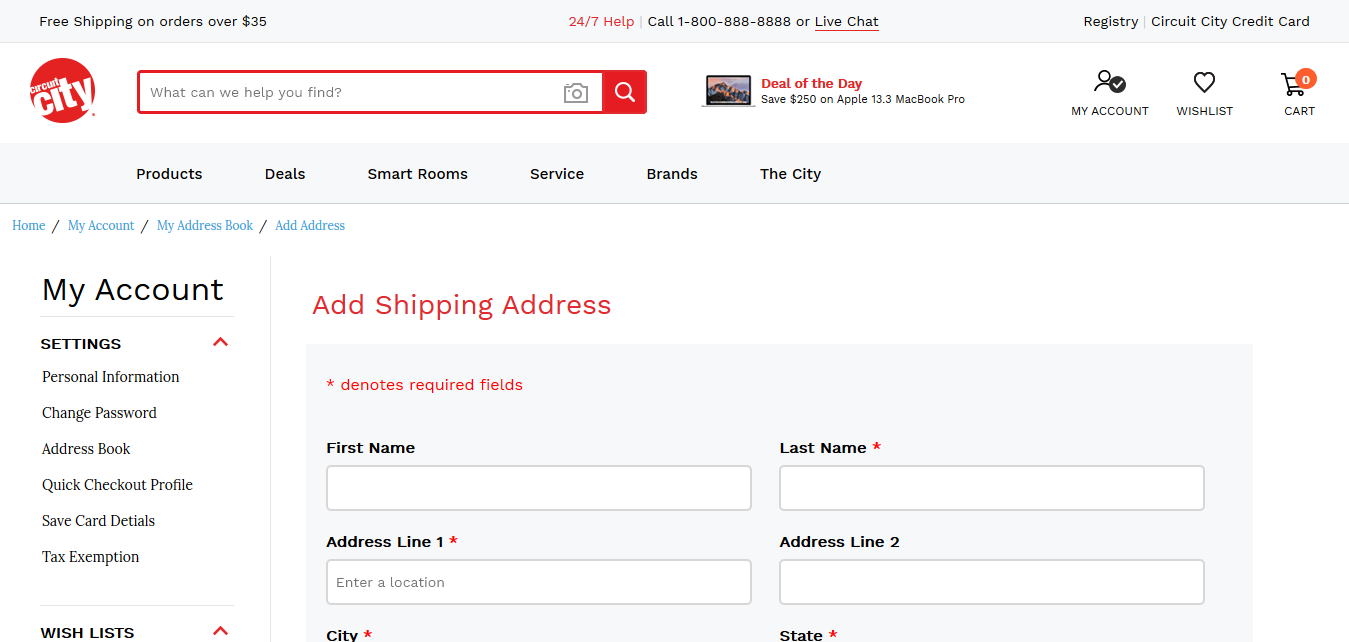 Free Shipping on orders over $35
24/7 Help | Call 1-800-888-8888 or Live Chat
Registry | Circuit City Credit Card
circuit
city
What can we help you find?
Deal of the Day
Save $250 on Apple 13.3 MacBook Pro
MY ACCOUNT
WISHLIST
0
CART
Products
Deals
Smart Rooms
Service
Brands
The City
Home / My Account / My Address Book / Add Address
My Account
SETTINGS
Personal Information
Change Password
Address Book
Quick Checkout Profile
Save Card Detials
Tax Exemption
WISH LISTS
Add Shipping Address
* denotes required fields
First Name
Last Name *
Address Line 1 *
Address Line 2
Enter a location
City *
State *